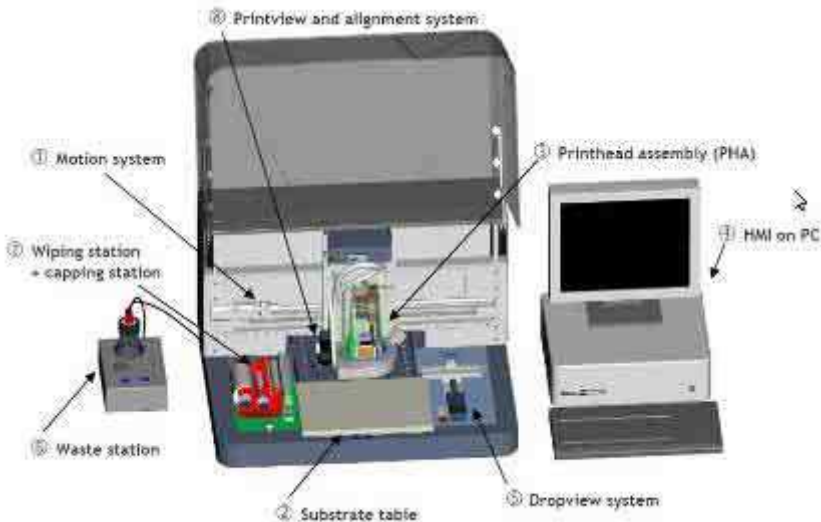 ⑧ Printview and alignment system
① Motion system
③ Printhead assembly (PHA)
⑦ Wiping station
+ capping station
④ HMI on PC
⑥ Waste station
② Substrate table
⑤ Dropview system